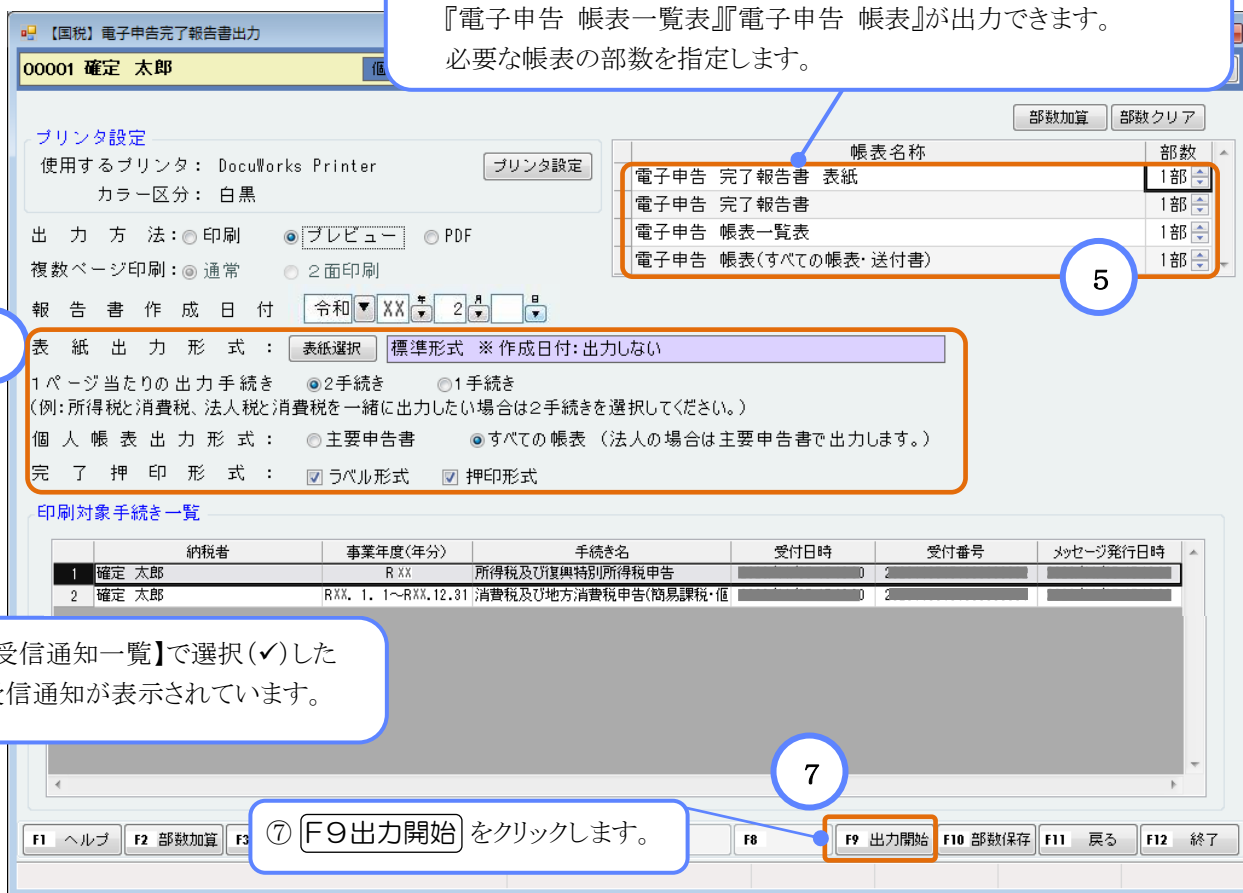 『電子申告 帳表一覧表』『電子申告 帳表』が出力できます。
必要な帳表の部数を指定します。
【国税】電子申告完了報告書出力
00001 確定 太郎
部数加算 部数クリア
プリンタ設定
使用するプリンタ： DocuWorks Printer プリンタ設定
カラー区分： 白黒
帳表名称 部数
電子申告 完了報告書 表紙 1部
電子申告 完了報告書 1部
電子申告 帳表一覧表 1部
電子申告 帳表(すべての帳表・送付書) 1部
5
出力方法：印刷 プレビュー PDF
複数ページ印刷：通常 2面印刷
報告書作成日付 令和 XX 年 2 月 日
表紙出力形式： 表紙選択 標準形式 ※作成日付:出力しない
1ページ当たりの出力手続き 2手続き 1手続き
(例:所得税と消費税、法人税と消費税を一緒に出力したい場合は2手続きを選択してください。)
個人帳表出力形式： 主要申告書 すべての帳表 (法人の場合は主要申告書で出力します。)
完了押印形式： ラベル形式 押印形式
印刷対象手続き一覧
納税者 事業年度(年分) 手続き名 受付日時 受付番号 メッセージ発行日時
1 確定 太郎 R XX 所得税及び復興特別所得税申告
2 確定 太郎 RXX. 1. 1～RXX.12.31 消費税及び地方消費税申告(簡易課税・個
受信通知一覧】で選択(✓)した
信通知が表示されています。
7
⑦ F9出力開始 をクリックします。
F1 ヘルプ F2 部数加算 F3 F8 F9 出力開始 F10 部数保存 F11 戻る F12 終了